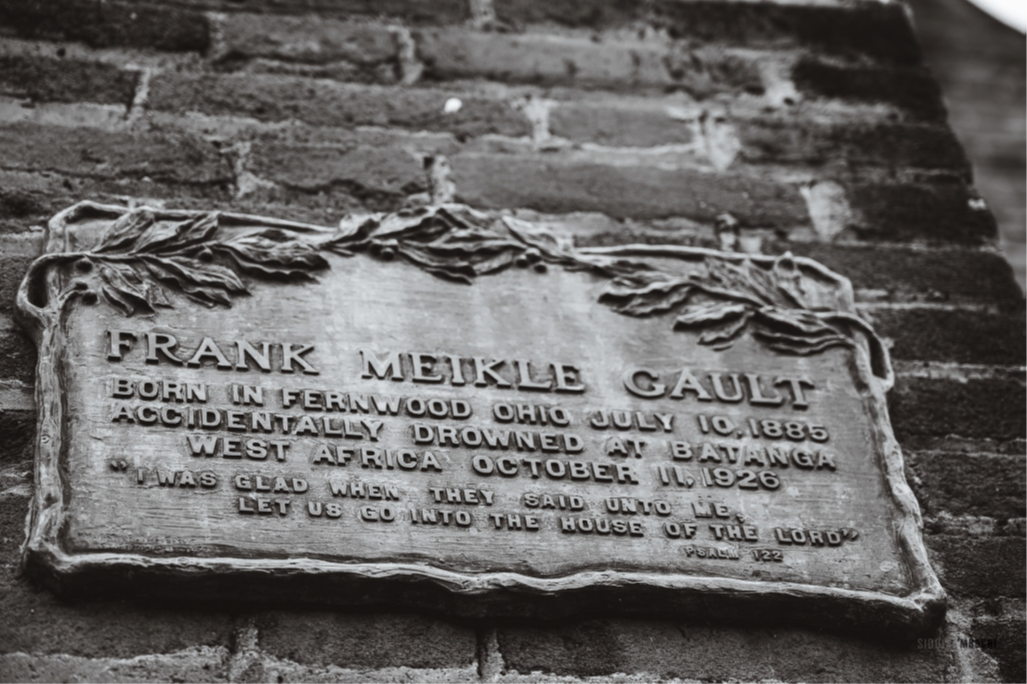 FRANK MEIKLE GAULT
BORN IN FERNWOOD OHIO JULY 10, 1885
ACCIDENTALLY DROWNED AT BATANGA
WEST AFRICA OCTOBER 11, 1926
"I WAS GLAD WHEN THEY SAID UNTO ME,
LET US GO INTO THE HOUSE OF THE LORD"
PSALM 122